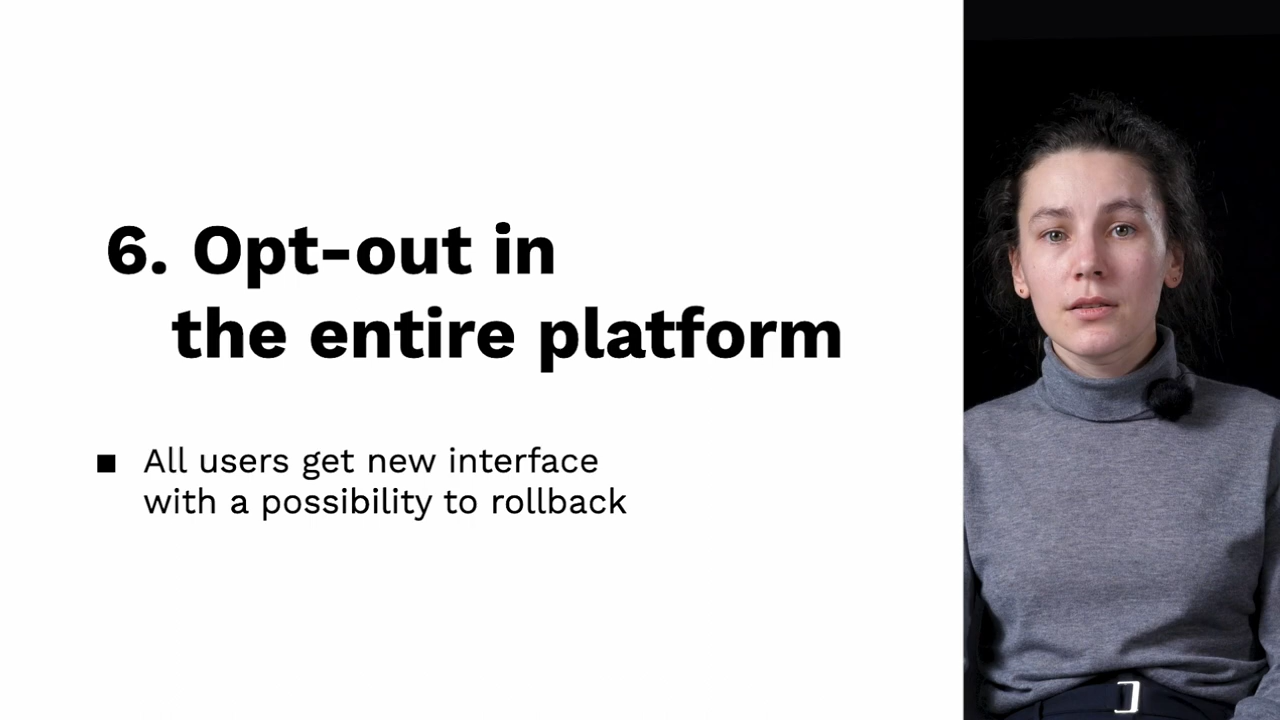 6. Opt-out in
the entire platform
■ All users get new interface
with a possibility to rollback